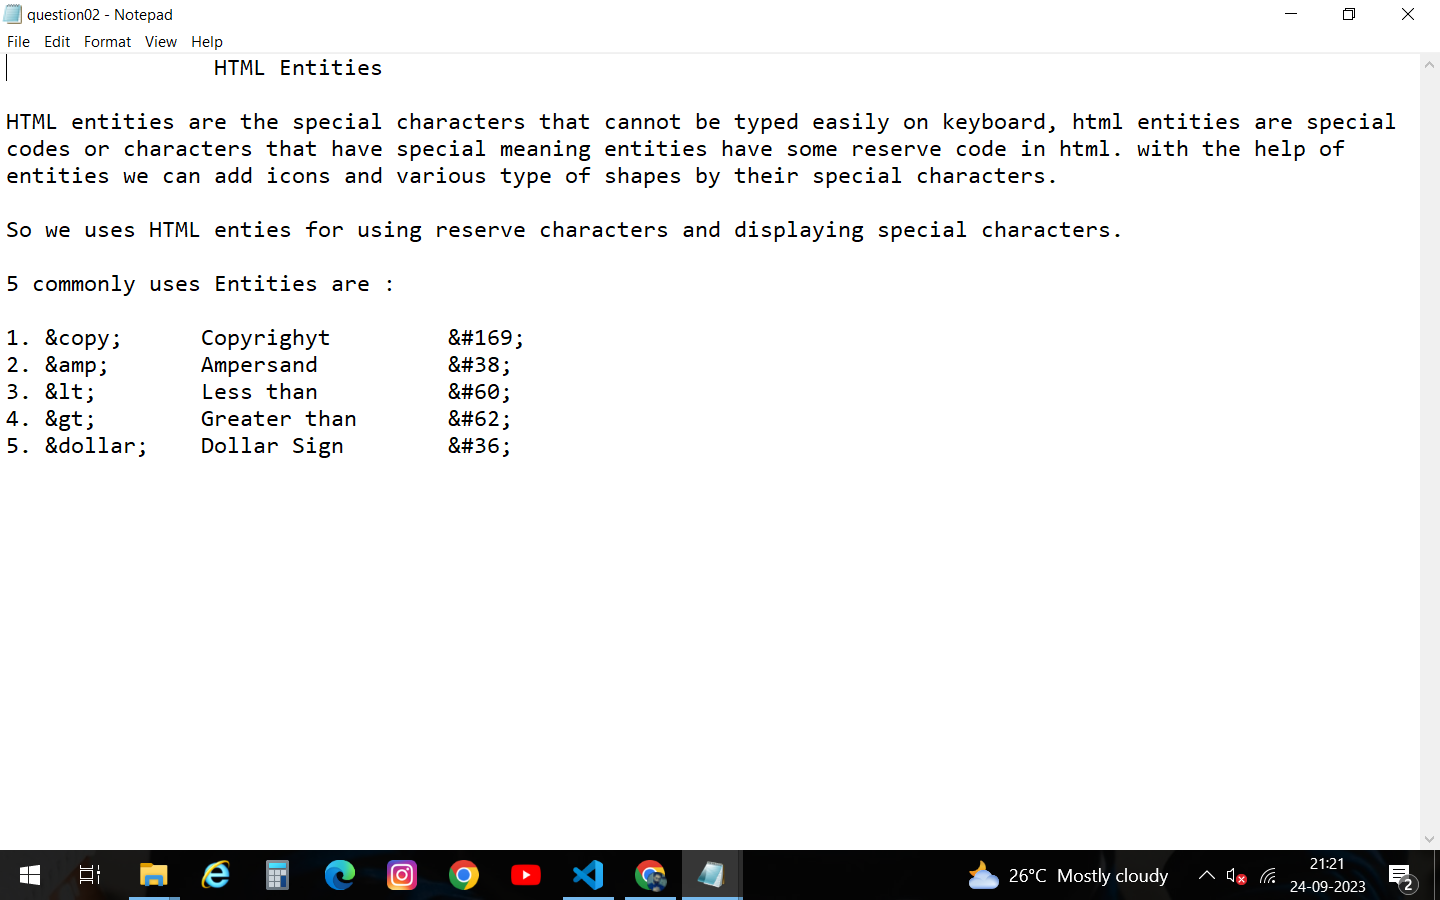 question02 - Notepad
File Edit Format View Help
HTML Entities
HTML entities are the special characters that cannot be typed easily on keyboard, html entities are special
codes or characters that have special meaning entities have some reserve code in html. with the help of
entities we can add icons and various type of shapes by their special characters.
So we uses HTML enties for using reserve characters and displaying special characters.
5 commonly uses Entities are :
1. &copy; Copyrighyt &#169;
2. &amp; Ampersand &#38;
3. &lt; Less than &#60;
4. &gt; Greater than &#62;
5. &dollar; Dollar Sign &#36;
26°C Mostly cloudy
21:21
24-09-2023
2